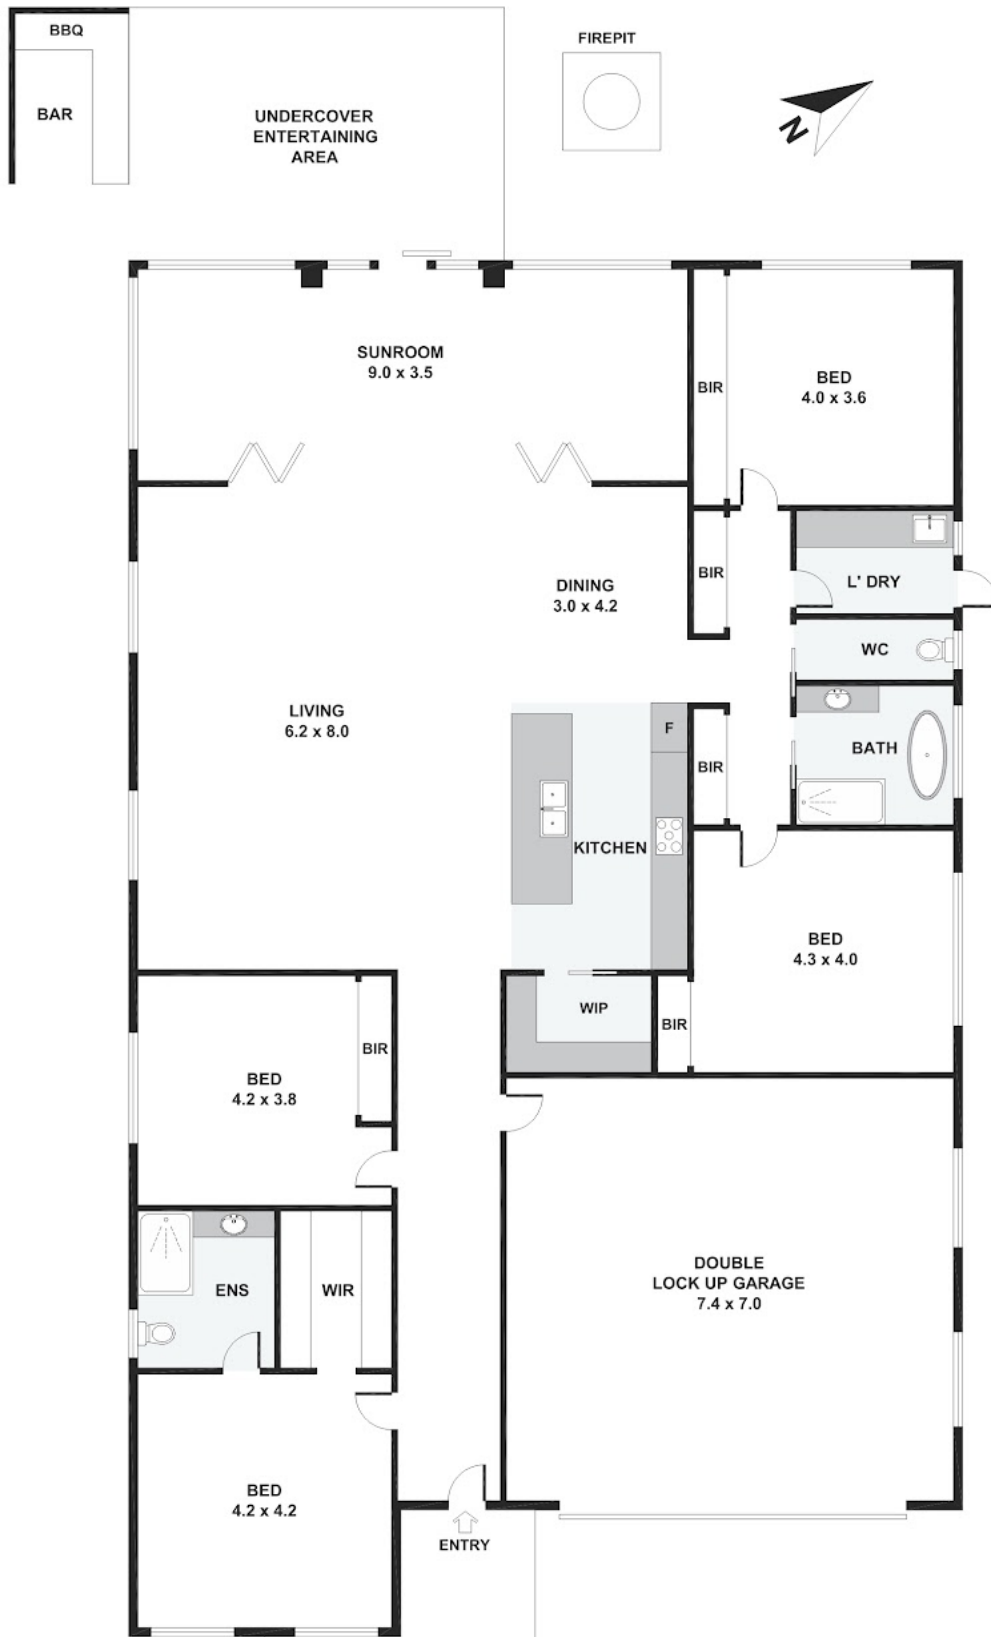 BBQ
BAR
UNDERCOVER
ENTERTAINING
AREA
FIREPIT
N
SUNROOM
9.0 x 3.5
BIR
BED
4.0 x 3.6
BIR
L' DRY
DINING
3.0 x 4.2
WC
LIVING
6.2 x 8.0
F
BIR
BATH
KITCHEN
BED
4.3 x 4.0
WIP
BIR
BED
4.2 x 3.8
BIR
ENS
WIR
DOUBLE
LOCK UP GARAGE
7.4 x 7.0
BED
4.2 x 4.2
ENTRY